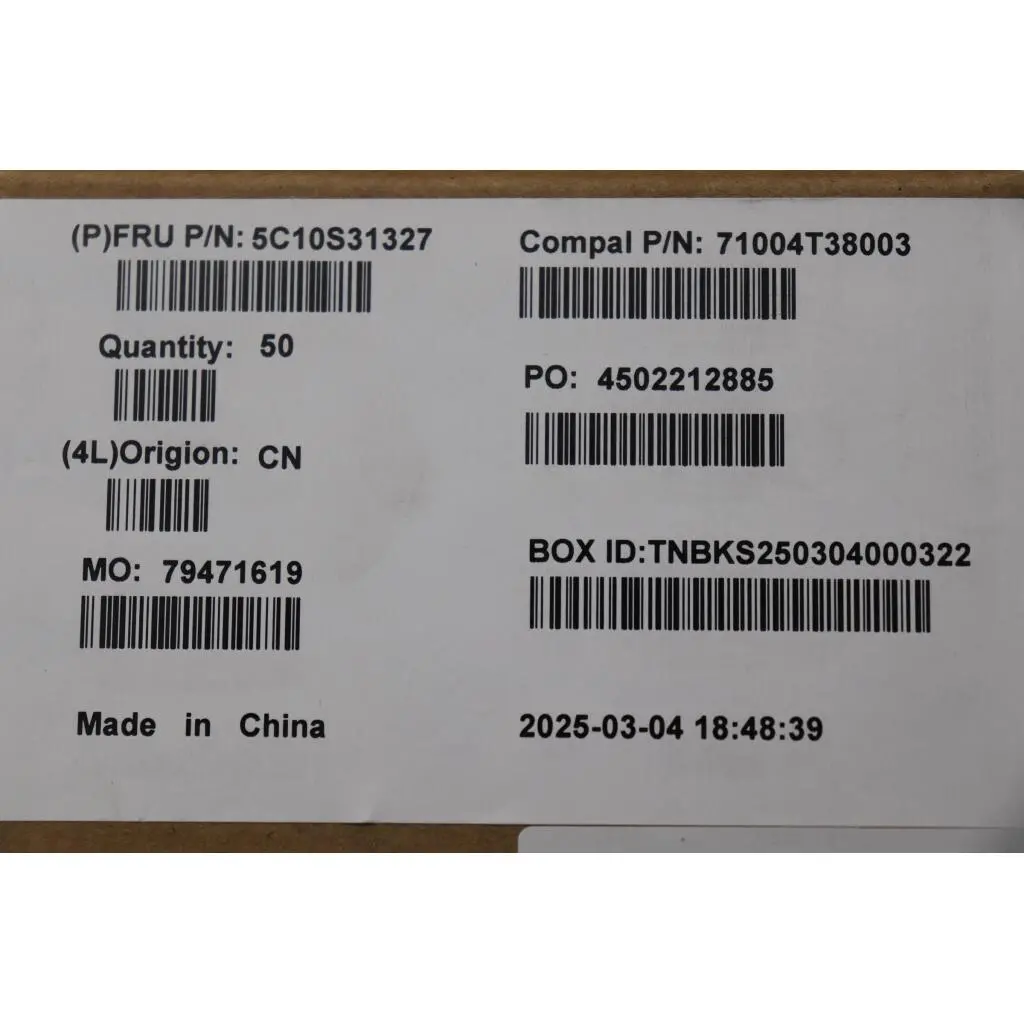 (P)FRU P/N: 5C10S31327
Compal P/N: 71004T38003
Quantity: 50
PO: 4502212885
(4L)Origion: CN
MO: 79471619
BOX ID:TNBKS250304000322
Made in China
2025-03-04 18:48:39